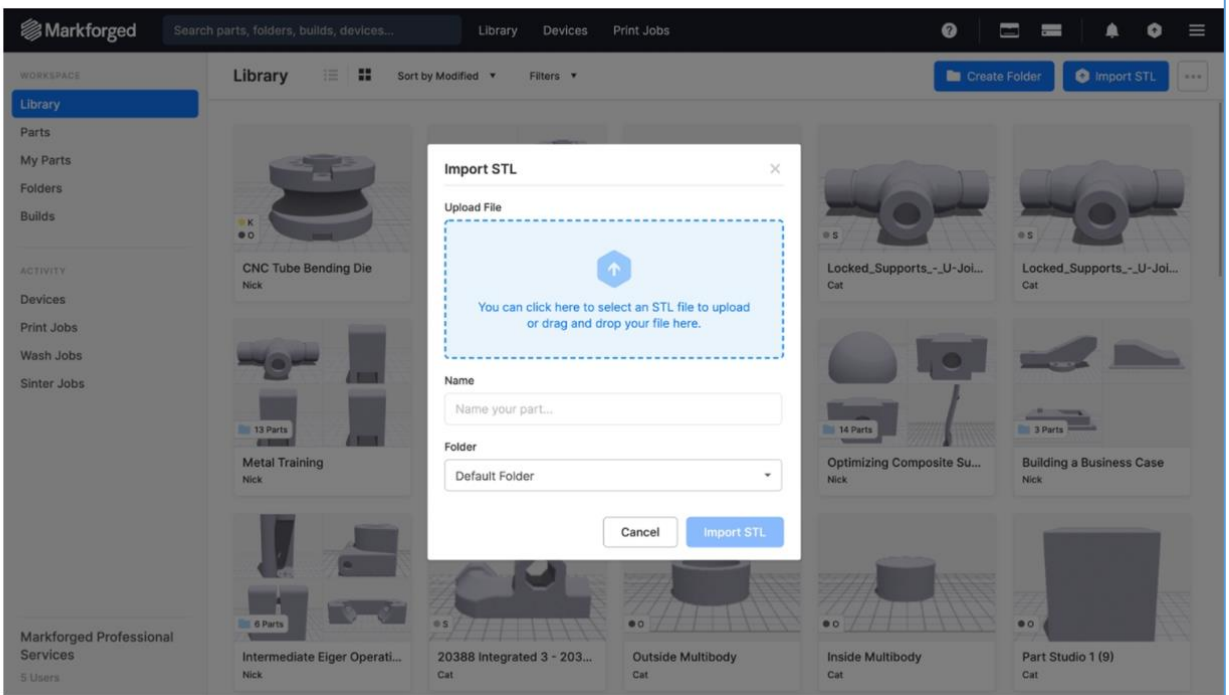 Markforged
Search parts, folders, builds, devices...
Library
Devices
Print Jobs
WORKSPACE
Library
Parts
My Parts
Folders
Builds
ACTIVITY
Devices
Print Jobs
Wash Jobs
Sinter Jobs
Markforged Professional
Services
5 Users
Library
Sort by Modified
Filters
Create Folder
Import STL
K
O
CNC Tube Bending Die
Nick
S
Locked_Supports_-_U-Joi...
Cat
S
Locked_Supports_-_U-Joi...
Cat
13 Parts
Metal Training
Nick
14 Parts
Optimizing Composite Su...
Nick
3 Parts
Building a Business Case
Nick
6 Parts
Intermediate Eiger Operati...
Nick
S
20388 Integrated 3 - 203...
Cat
O
Outside Multibody
Cat
O
Inside Multibody
Cat
O
Part Studio 1 (9)
Cat
Import STL
Upload File
You can click here to select an STL file to upload
or drag and drop your file here.
Name
Name your part...
Folder
Default Folder
Cancel
Import STL